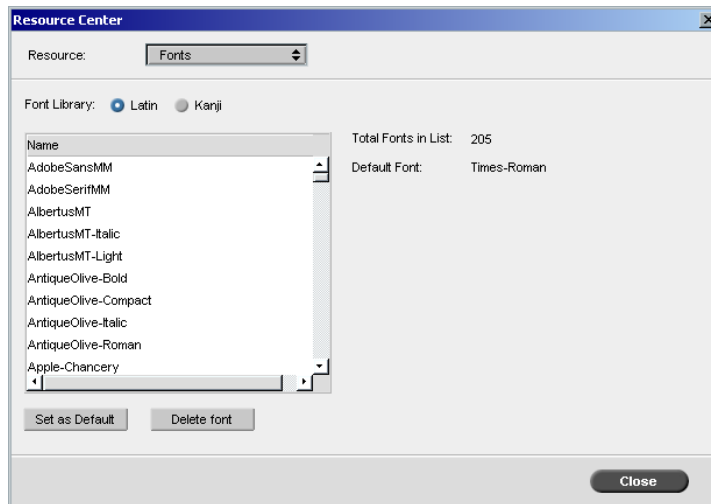 Resource Center
Resource: Fonts
Font Library: Latin Kanji
Name
AdobeSansMM
AdobeSerifMM
AlbertusMT
AlbertusMT-Italic
AlbertusMT-Light
AntiqueOlive-Bold
AntiqueOlive-Compact
AntiqueOlive-Italic
AntiqueOlive-Roman
Apple-Chancery
Total Fonts in List: 205
Default Font: Times-Roman
Set as Default Delete font
Close